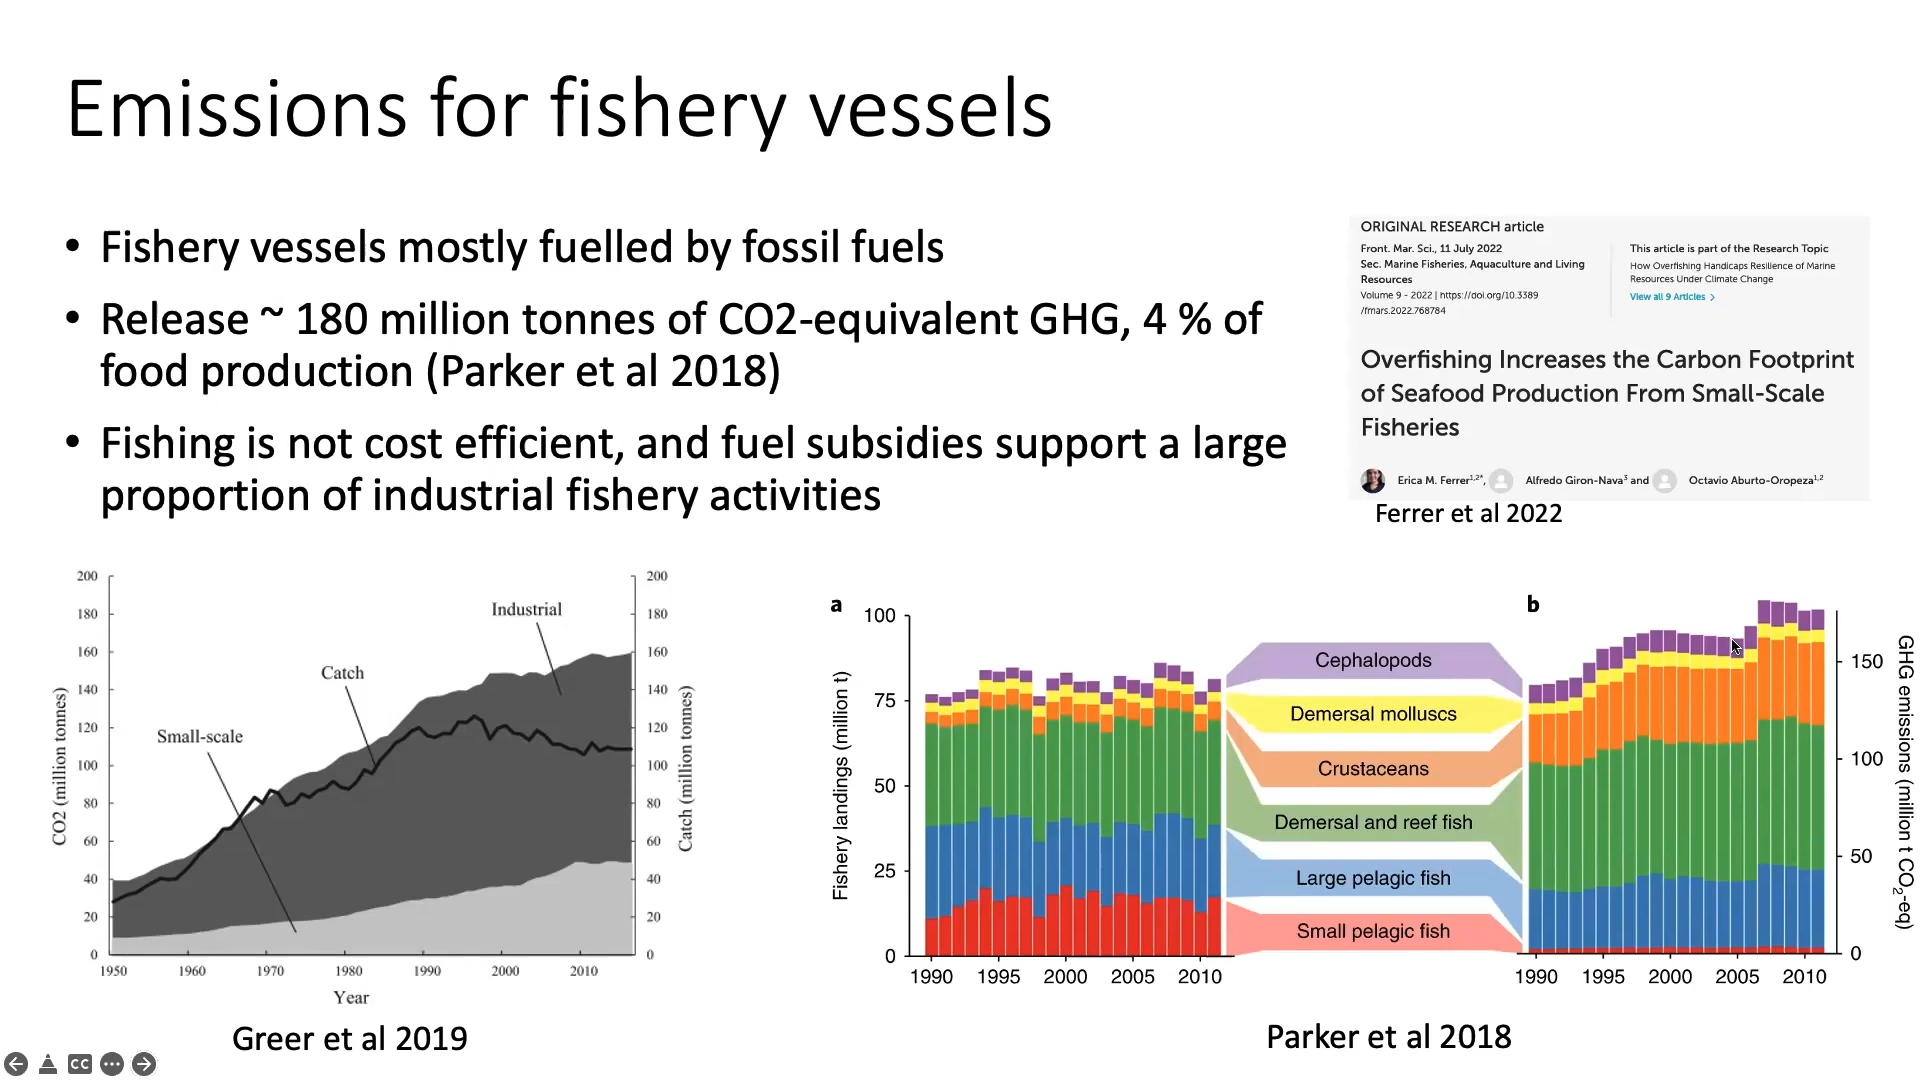 Emissions for fishery vessels
• Fishery vessels mostly fuelled by fossil fuels
• Release ~ 180 million tonnes of CO2-equivalent GHG, 4 % of
food production (Parker et al 2018)
• Fishing is not cost efficient, and fuel subsidies support a large
proportion of industrial fishery activities
ORIGINAL RESEARCH article
Front. Mar. Sci., 11 July 2022
Sec. Marine Fisheries, Aquaculture and Living
Resources
Volume 9 - 2022 | https://doi.org/10.3389
/fmars.2022.768784
This article is part of the Research Topic
How Overfishing Handicaps Resilience of Marine
Resources Under Climate Change
View all 9 Articles >
Overfishing Increases the Carbon Footprint
of Seafood Production From Small-Scale
Fisheries
Erica M. Ferrer1,2*, Alfredo Giron-Nava3 and Octavio Aburto-Oropeza1,2
Ferrer et al 2022
CO2 (million tonnes)
200
180
160
140
120
100
80
60
40
20
0
Industrial
Catch
Small-scale
200
180
160
140
120
100
80
60
40
20
0
Catch (million tonnes)
1950 1960 1970 1980 1990 2000 2010
Year
Greer et al 2019
a
Fishery landings (million t)
100
75
50
25
0
1990 1995 2000 2005 2010
Cephalopods
Demersal molluscs
Crustaceans
Demersal and reef fish
Large pelagic fish
Small pelagic fish
b
150
100
50
0
GHG emissions (million t CO2-eq)
1990 1995 2000 2005 2010
Parker et al 2018
CC